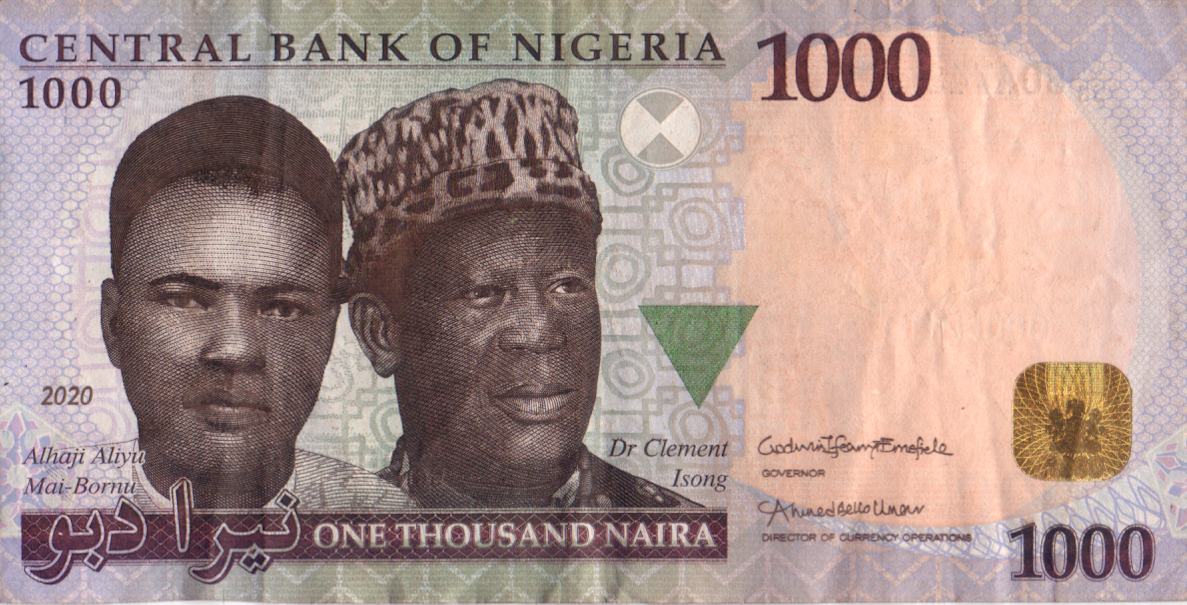 CENTRAL BANK OF NIGERIA
1000
1000
2020
Alhaji Aliyu
Mai-Bornu
Dr Clement
Isong
Godwin Ifeanyi Emefiele
GOVERNOR
Ahmed Bello Umar
DIRECTOR OF CURRENCY OPERATIONS
نيرا دبو
ONE THOUSAND NAIRA
1000